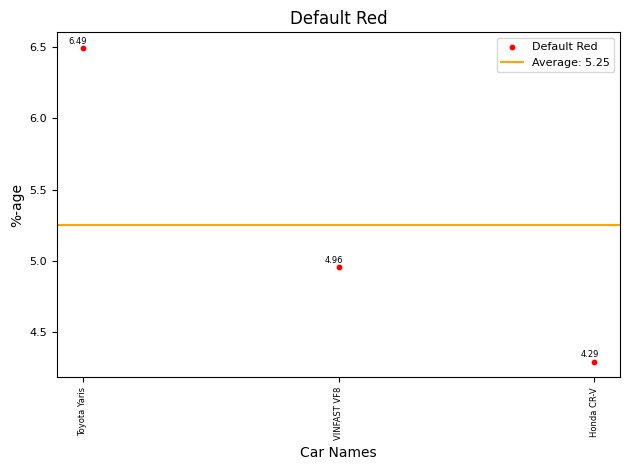 Default Red
6.5
6.0
5.5
5.0
4.5
%-age
6.49
4.96
4.29
Default Red
Average: 5.25
Toyota Yaris
VINFAST VF8
Honda CR-V
Car Names